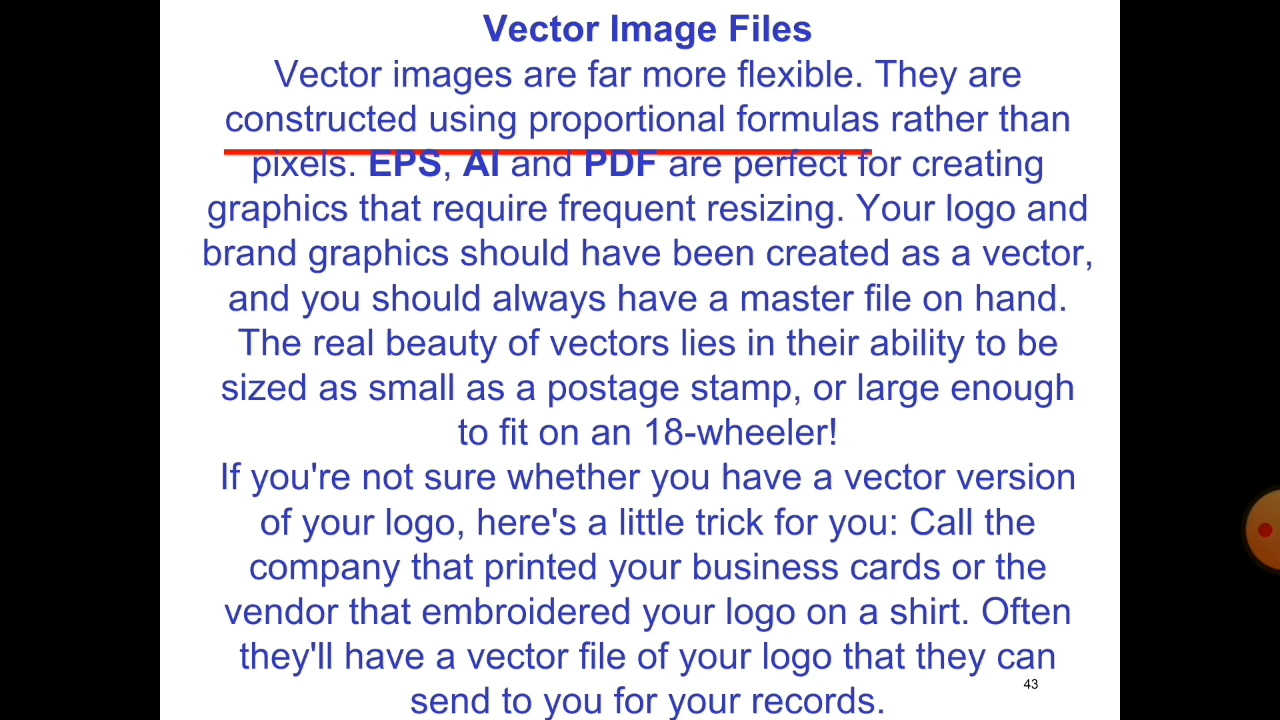 Vector Image Files
Vector images are far more flexible. They are
constructed using proportional formulas rather than
pixels. EPS, AI and PDF are perfect for creating
graphics that require frequent resizing. Your logo and
brand graphics should have been created as a vector,
and you should always have a master file on hand.
The real beauty of vectors lies in their ability to be
sized as small as a postage stamp, or large enough
to fit on an 18-wheeler!
If you're not sure whether you have a vector version
of your logo, here's a little trick for you: Call the
company that printed your business cards or the
vendor that embroidered your logo on a shirt. Often
they'll have a vector file of your logo that they can
send to you for your records.
43